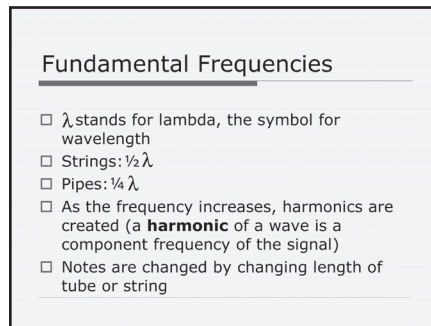 Fundamental Frequencies
□ λ stands for lambda, the symbol for
wavelength
□ Strings: ½ λ
□ Pipes: ¼ λ
□ As the frequency increases, harmonics are
created (a harmonic of a wave is a
component frequency of the signal)
□ Notes are changed by changing length of
tube or string